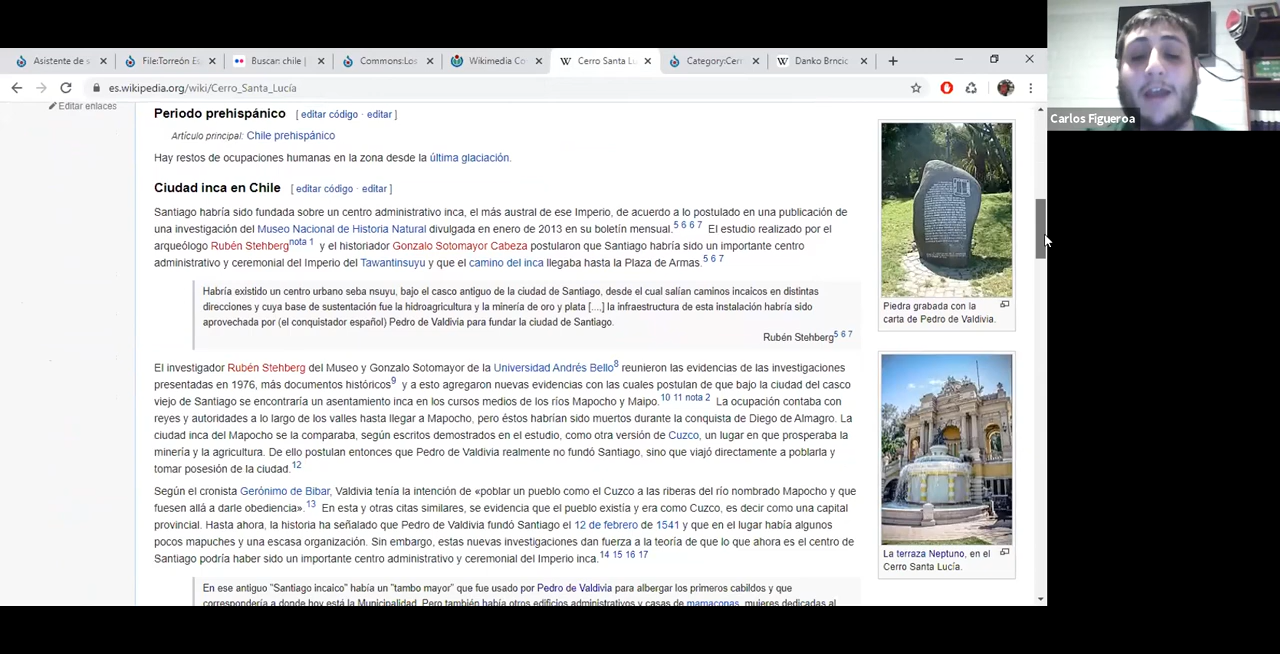 Asistente de s
File:Torreón Es
Buscar: chile |
Commons:Los
Wikimedia Co
Cerro Santa Lu
Category:Cerr
Danko Brncic
es.wikipedia.org/wiki/Cerro_Santa_Lucía
Carlos Figueroa
Editar enlaces
Periodo prehispánico [ editar código · editar ]
Artículo principal: Chile prehispánico
Hay restos de ocupaciones humanas en la zona desde la última glaciación.
Ciudad inca en Chile [ editar código · editar ]
Santiago habría sido fundada sobre un centro administrativo inca, el más austral de ese Imperio, de acuerdo a lo postulado en una publicación de
una investigación del Museo Nacional de Historia Natural divulgada en enero de 2013 en su boletín mensual.5 6 6 7 El estudio realizado por el
arqueólogo Rubén Stehbergnota 1 y el historiador Gonzalo Sotomayor Cabeza postularon que Santiago habría sido un importante centro
administrativo y ceremonial del Imperio del Tawantinsuyu y que el camino del inca llegaba hasta la Plaza de Armas.5 6 7
Habría existido un centro urbano seba nsuyu, bajo el casco antiguo de la ciudad de Santiago, desde el cual salían caminos incaicos en distintas
direcciones y cuya base de sustentación fue la hidroagricultura y la minería de oro y plata [....] la infraestructura de esta instalación habría sido
aprovechada por (el conquistador español) Pedro de Valdivia para fundar la ciudad de Santiago.
Rubén Stehberg5 6 7
El investigador Rubén Stehberg del Museo y Gonzalo Sotomayor de la Universidad Andrés Bello8 reunieron las evidencias de las investigaciones
presentadas en 1976, más documentos históricos9 y a esto agregaron nuevas evidencias con las cuales postulan de que bajo la ciudad del casco
viejo de Santiago se encontraría un asentamiento inca en los cursos medios de los ríos Mapocho y Maipo.10 11 nota 2 La ocupación contaba con
reyes y autoridades a lo largo de los valles hasta llegar a Mapocho, pero éstos habrían sido muertos durante la conquista de Diego de Almagro. La
ciudad inca del Mapocho se la comparaba, según escritos demostrados en el estudio, como otra versión de Cuzco, un lugar en que prosperaba la
minería y la agricultura. De ello postulan entonces que Pedro de Valdivia realmente no fundó Santiago, sino que viajó directamente a poblarla y
tomar posesión de la ciudad.12
Según el cronista Gerónimo de Bibar, Valdivia tenía la intención de «poblar un pueblo como el Cuzco a las riberas del río nombrado Mapocho y que
fuesen allá a darle obediencia».13 En esta y otras citas similares, se evidencia que el pueblo existía y era como Cuzco, es decir como una capital
provincial. Hasta ahora, la historia ha señalado que Pedro de Valdivia fundó Santiago el 12 de febrero de 1541 y que en el lugar había algunos
pocos mapuches y una escasa organización. Sin embargo, estas nuevas investigaciones dan fuerza a la teoría de que lo que ahora es el centro de
Santiago podría haber sido un importante centro administrativo y ceremonial del Imperio inca.14 15 16 17
En ese antiguo "Santiago incaico" había un "tambo mayor" que fue usado por Pedro de Valdivia para albergar los primeros cabildos y que
correspondería a donde hoy está la Municipalidad. Pero también había otros edificios administrativos y casas de mamaconas, mujeres dedicadas al
Piedra grabada con la
carta de Pedro de Valdivia.
La terraza Neptuno, en el
Cerro Santa Lucía.